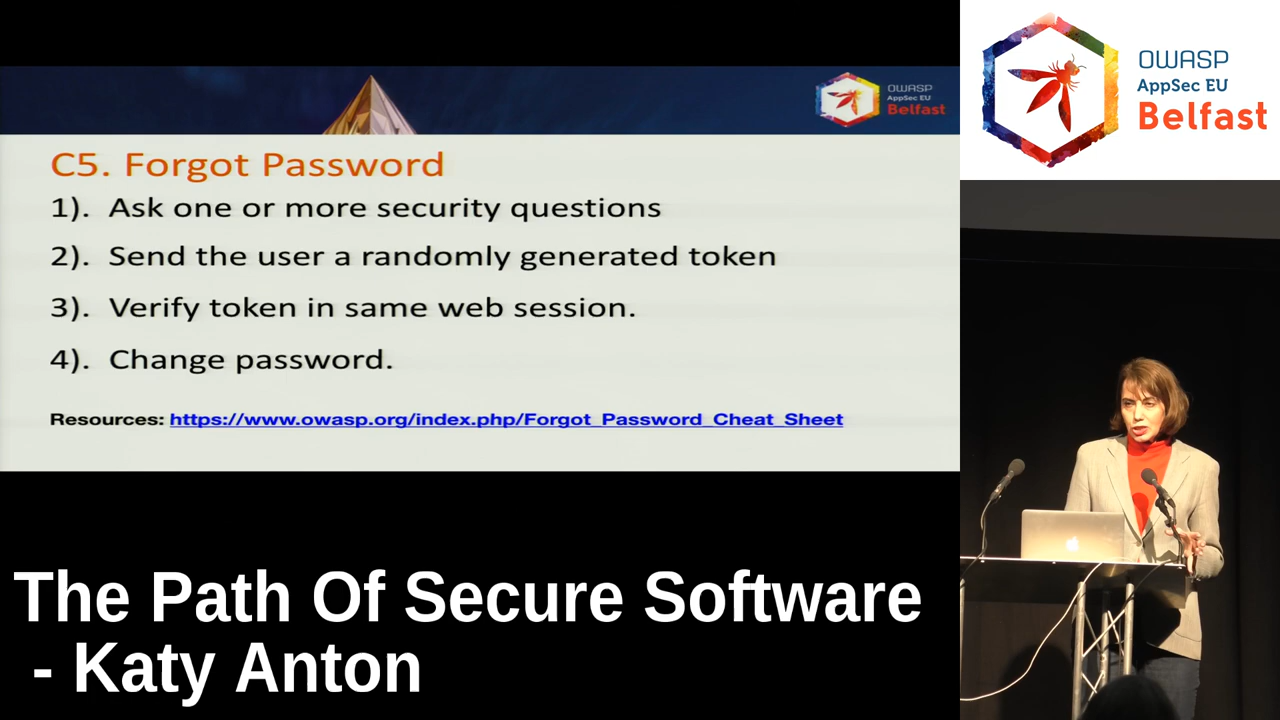 OWASP
AppSec EU
Belfast
C5. Forgot Password
1). Ask one or more security questions
2). Send the user a randomly generated token
3). Verify token in same web session.
4). Change password.
Resources: https://www.owasp.org/index.php/Forgot_Password_Cheat_Sheet
The Path Of Secure Software
- Katy Anton
OWASP
AppSec EU
Belfast